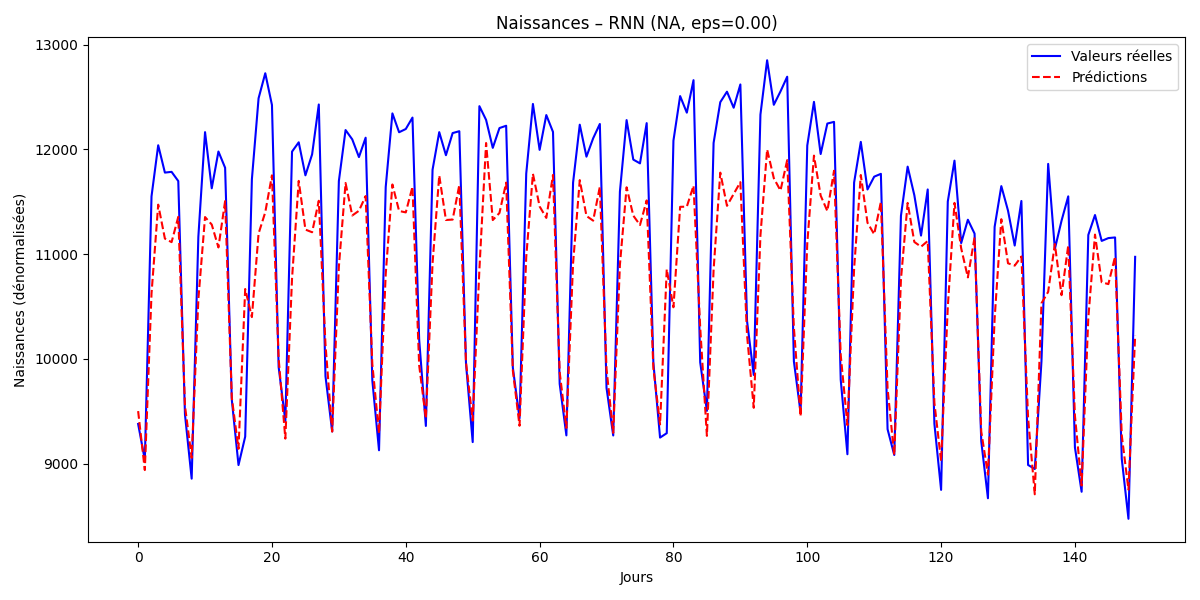 Naissances – RNN (NA, eps=0.00)
Valeurs réelles
Prédictions
Naissances (dénormalisées)
13000
12000
11000
10000
9000
0 20 40 60 80 100 120 140
Jours